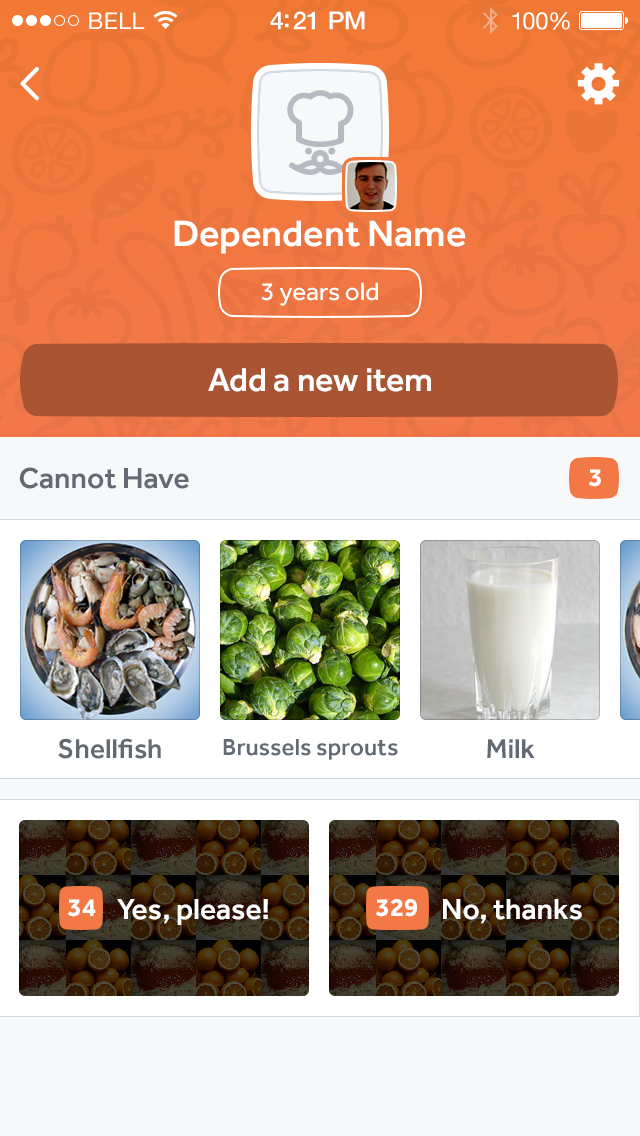 BELL 4:21 PM 100%
Dependent Name
3 years old
Add a new item
Cannot Have 3
Shellfish Brussels sprouts Milk
34 Yes, please! 329 No, thanks